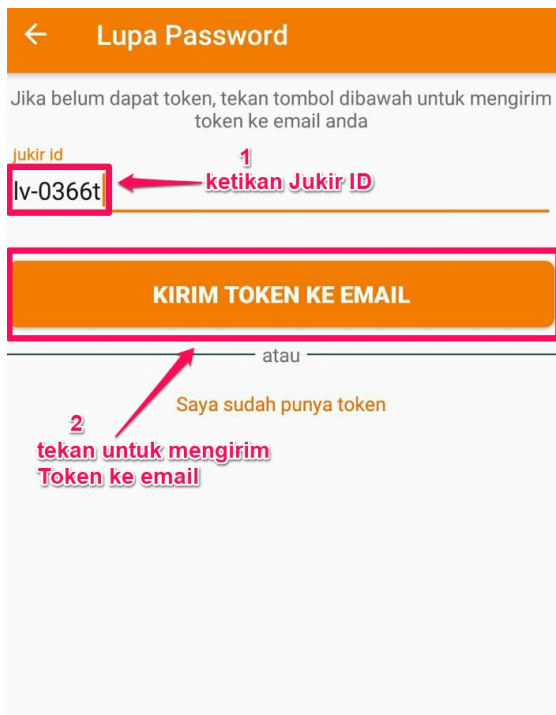 Lupa Password
Jika belum dapat token, tekan tombol dibawah untuk mengirim
token ke email anda
jukir id
1
ketikan Jukir ID
lv-0366t
KIRIM TOKEN KE EMAIL
atau
Saya sudah punya token
2
tekan untuk mengirim
Token ke email